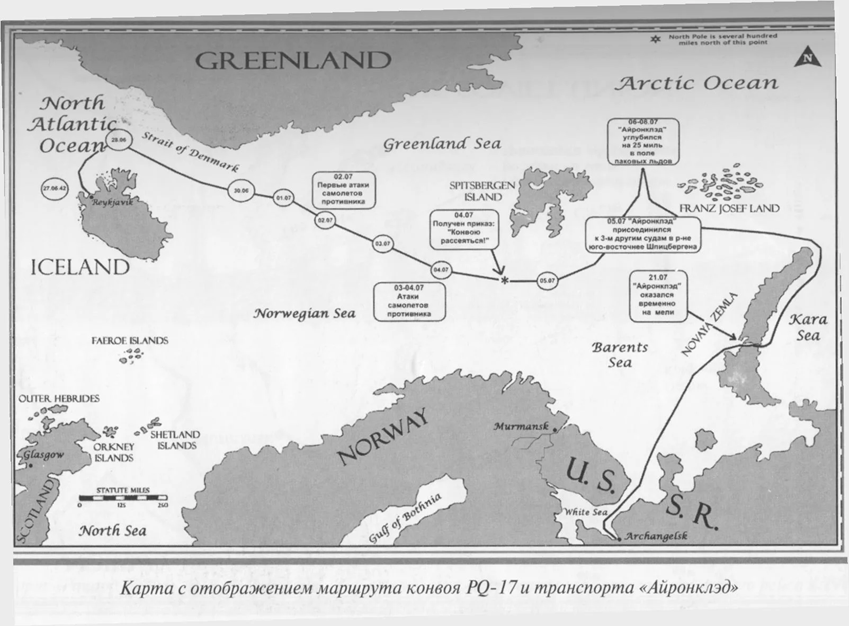 GREENLAND
North Pole is several hundred
miles north of this point
N
Arctic Ocean
North
Atlantic
Ocean
28.06
Strait of Denmark
Greenland Sea
06-08.07
"Айронклэд"
углубился
на 25 миль
в поле
паковых льдов
27.06.42
Reykjavik
30.06
01.07
02.07
Первые атаки
самолетов
противника
SPITSBERGEN
ISLAND
FRANZ JOSEF LAND
02.07
04.07
Получен приказ:
"Конвою
рассеяться!"
05.07 "Айронклэд"
присоединился
к 3-м другим судам в р-не
юго-восточнее Шпицбергена
03.07
ICELAND
04.07
*
05.07
21.07
"Айронклэд"
оказался
временно
на мели
03-04.07
Атаки
самолетов
противника
Norwegian Sea
NOVAYA ZEMLA
Kara
Sea
Barents
Sea
FAEROE ISLANDS
OUTER HEBRIDES
ORKNEY
ISLANDS
SHETLAND
ISLANDS
Glasgow
NORWAY
Murmansk
U. S.
S. R.
SCOTLAND
STATUTE MILES
0 125 250
North Sea
Gulf of Bothnia
White Sea
Archangelsk
Карта с отображением маршрута конвоя PQ-17 и транспорта «Айронклэд»